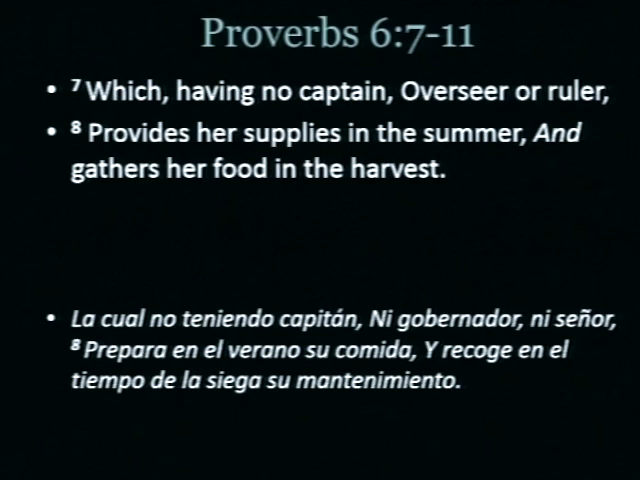 Proverbs 6:7-11
• ⁷ Which, having no captain, Overseer or ruler,
• ⁸ Provides her supplies in the summer, And
gathers her food in the harvest.
• La cual no teniendo capitán, Ni gobernador, ni señor,
⁸ Prepara en el verano su comida, Y recoge en el
tiempo de la siega su mantenimiento.